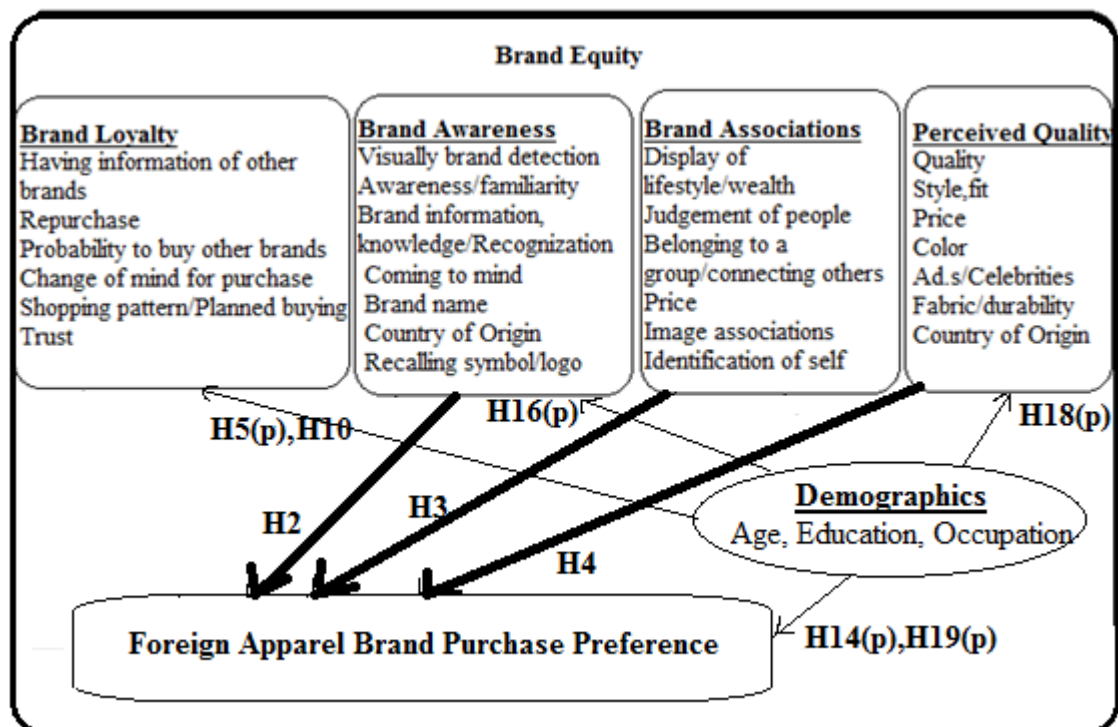 Brand Equity
Brand Loyalty
Having information of other
brands
Repurchase
Probability to buy other brands
Change of mind for purchase
Shopping pattern/Planned buying
Trust
Brand Awareness
Visually brand detection
Awareness/familiarity
Brand information,
knowledge/Recognization
Coming to mind
Brand name
Country of Origin
Recalling symbol/logo
Brand Associations
Display of
lifestyle/wealth
Judgement of people
Belonging to a
group/connecting others
Price
Image associations
Identification of self
Perceived Quality
Quality
Style,fit
Price
Color
Ad.s/Celebrities
Fabric/durability
Country of Origin
H5(p),H10
H16(p)
H18(p)
H2
H3
H4
Demographics
Age, Education, Occupation
Foreign Apparel Brand Purchase Preference
H14(p),H19(p)